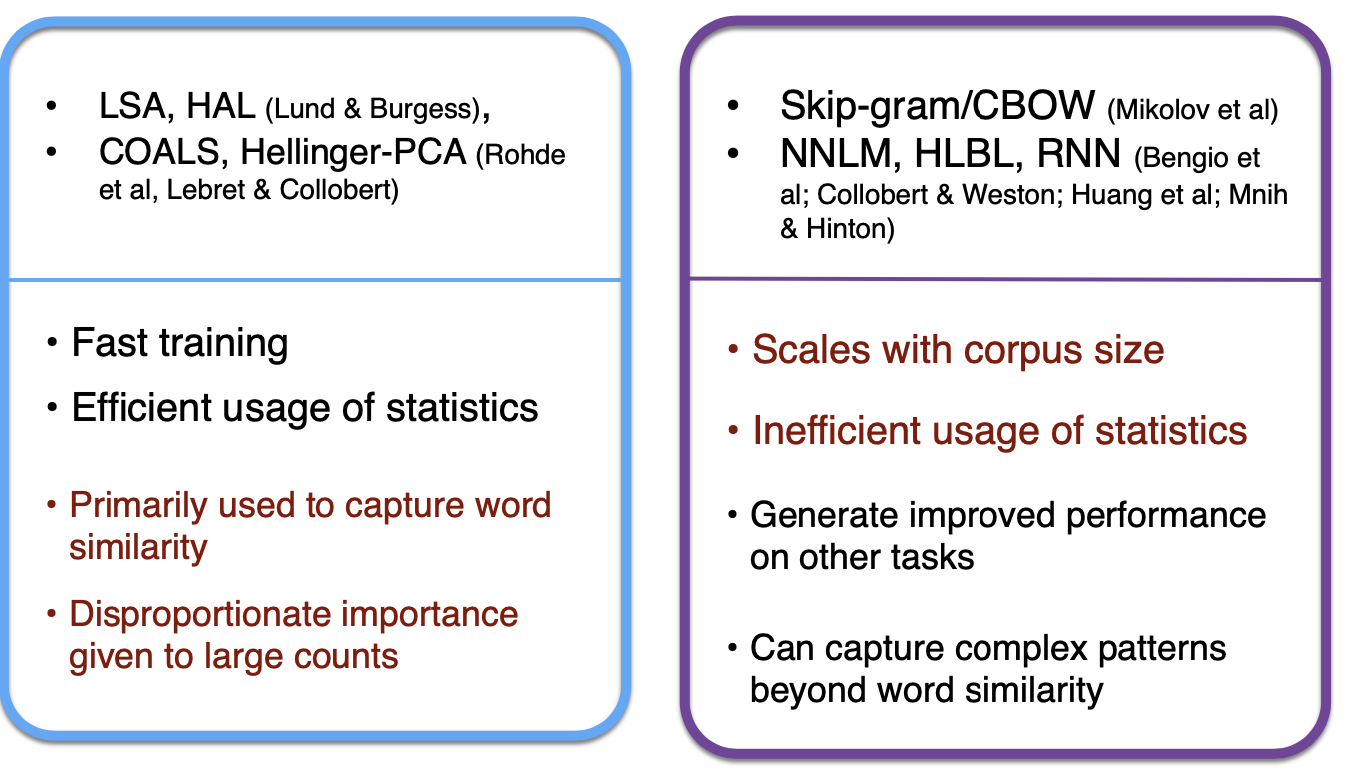 • LSA, HAL (Lund & Burgess),
• COALS, Hellinger-PCA (Rohde
et al, Lebret & Collobert)
• Fast training
• Efficient usage of statistics
• Primarily used to capture word
similarity
• Disproportionate importance
given to large counts
• Skip-gram/CBOW (Mikolov et al)
• NNLM, HLBL, RNN (Bengio et
al; Collobert & Weston; Huang et al; Mnih
& Hinton)
• Scales with corpus size
• Inefficient usage of statistics
• Generate improved performance
on other tasks
• Can capture complex patterns
beyond word similarity